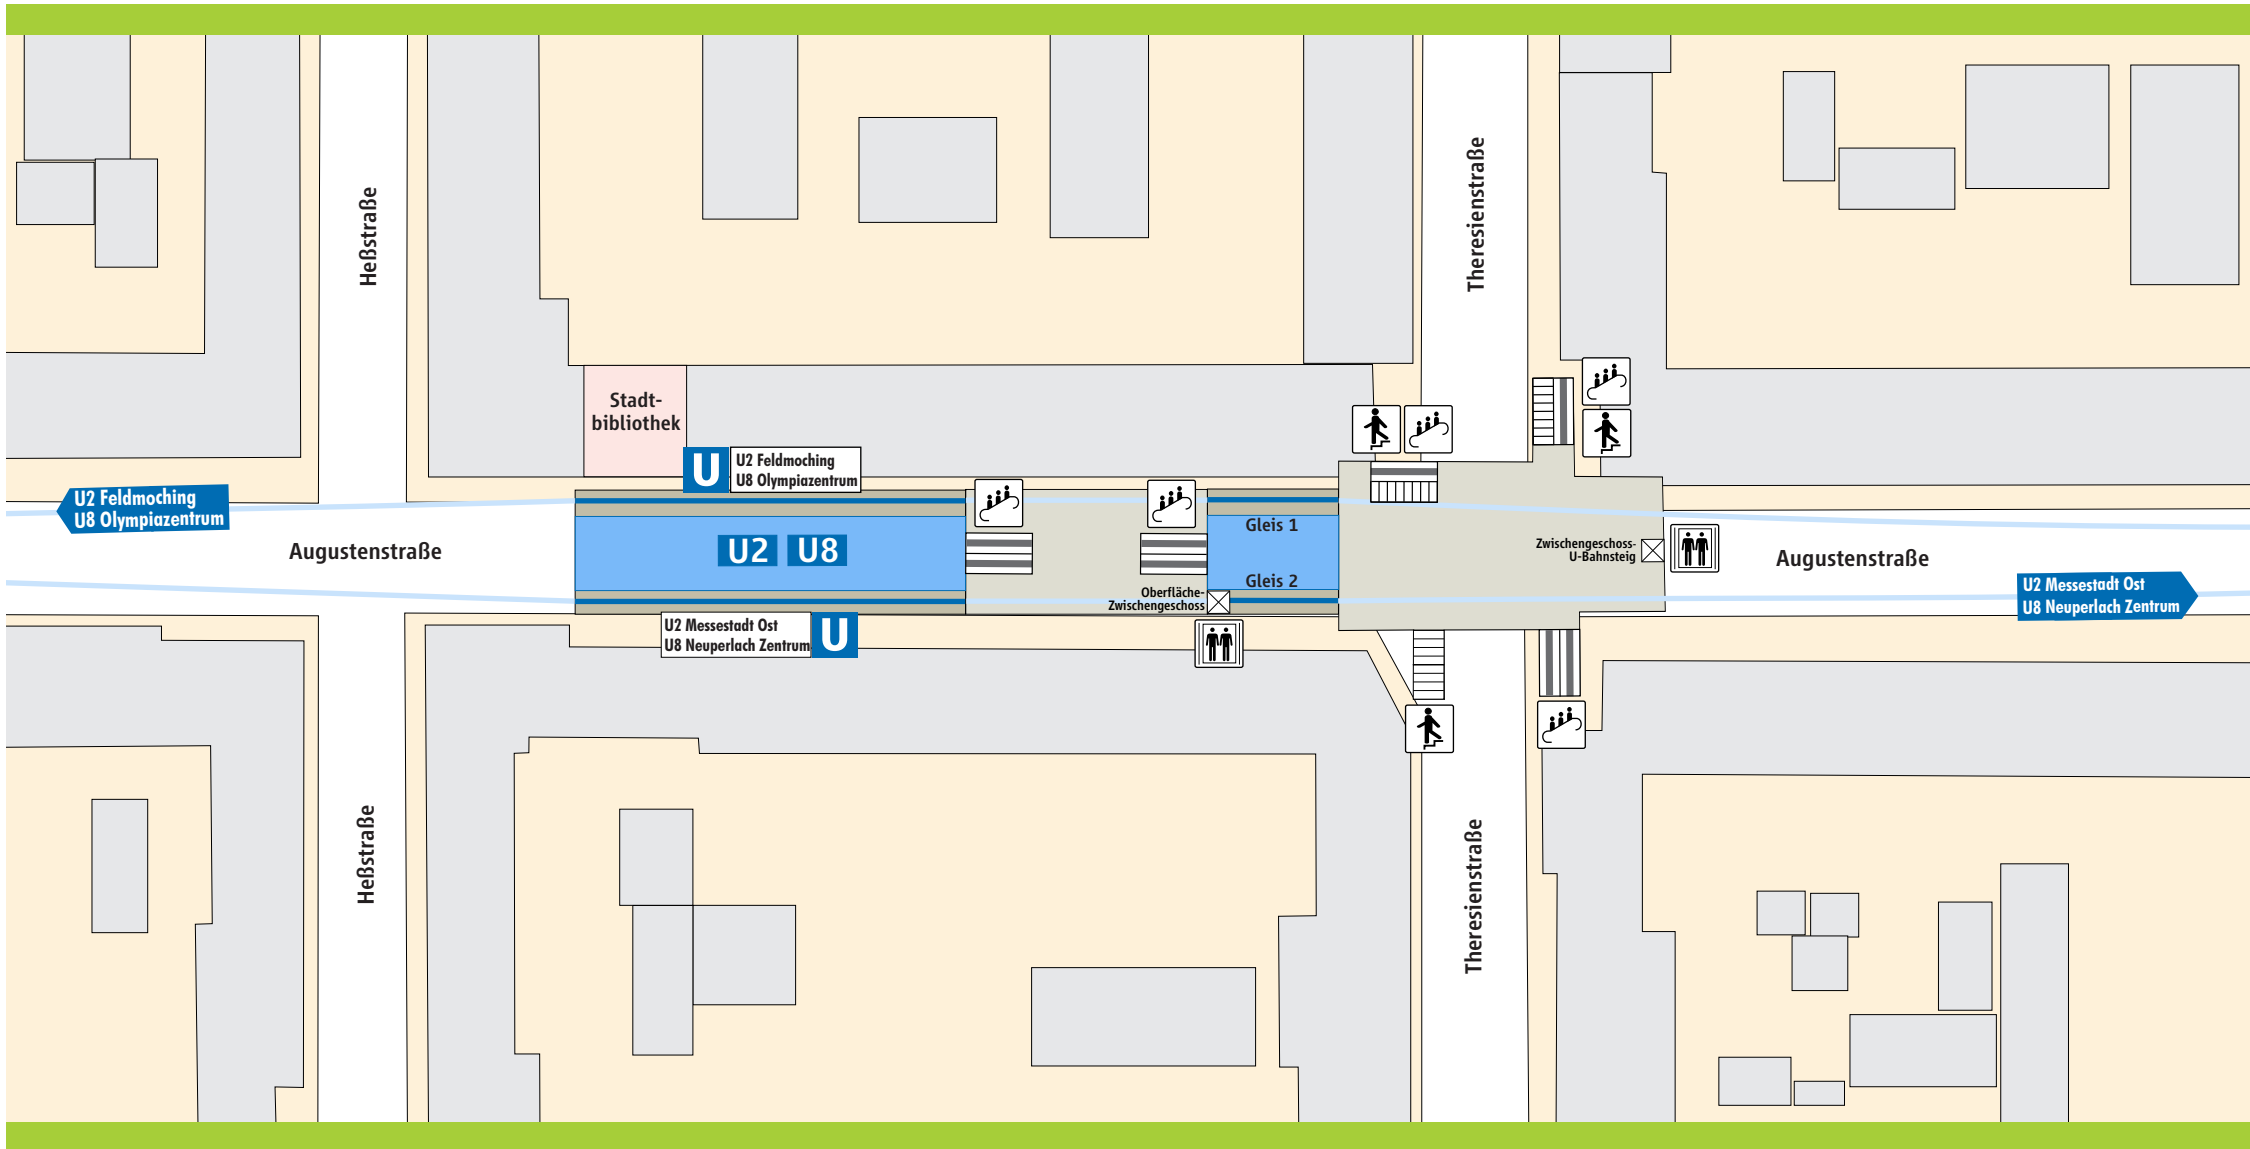 Heßstraße
Theresienstraße
Stadt-
bibliothek
U
U2 Feldmoching
U8 Olympiazentrum
U2 Feldmoching
U8 Olympiazentrum
Augustenstraße
U2 U8
Gleis 1
Gleis 2
Oberfläche-
Zwischengeschoss
Zwischengeschoss-
U-Bahnsteig
Augustenstraße
U2 Messestadt Ost
U8 Neuperlach Zentrum
U2 Messestadt Ost
U8 Neuperlach Zentrum
U
Heßstraße
Theresienstraße